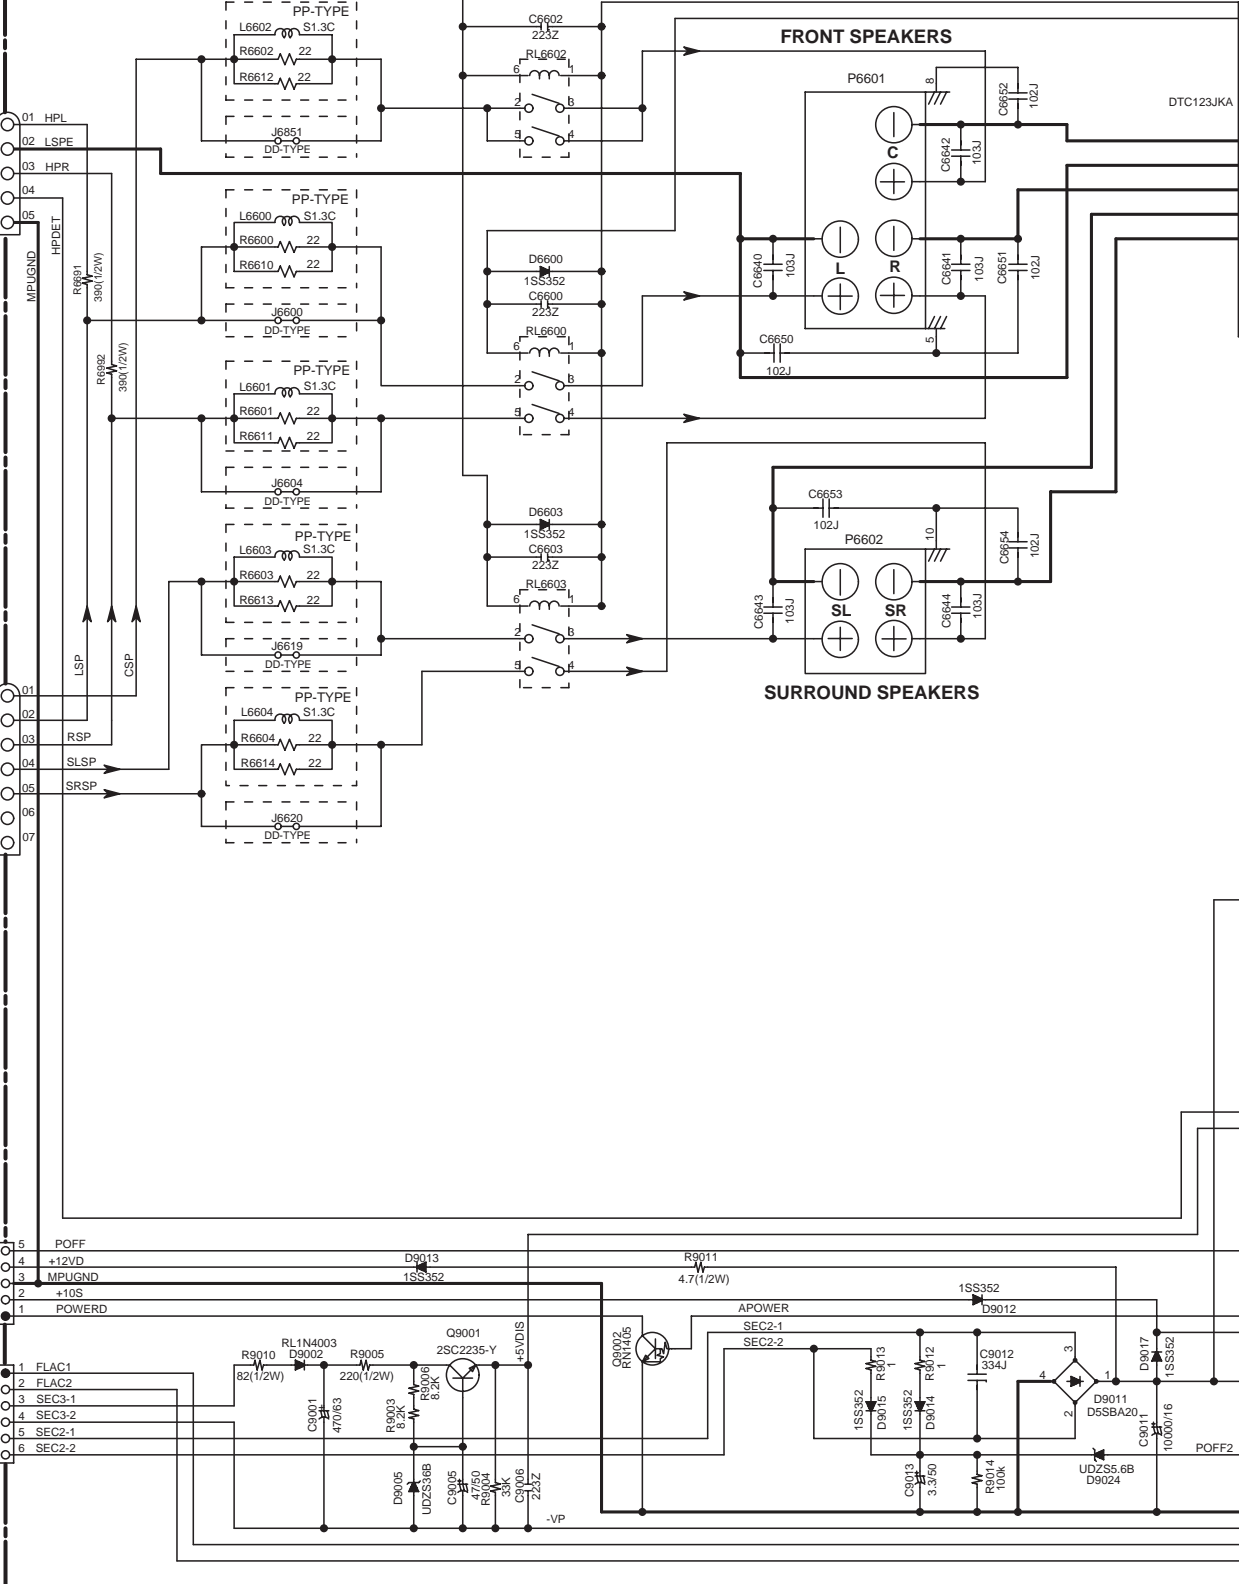 PP-TYPE
L6602 S1.3C
R6602 22
R6612 22
J6851
DD-TYPE
C6602
223Z
RL6602
6 1
2 3
5 4
FRONT SPEAKERS
P6601
8
C6652
102J
DTC123JKA
C
C6642
103J
L
R
C6640
103J
C6641
103J
C6651
102J
5
C6650
102J
01 HPL
02 LSPE
03 HPR
04
05
HPDET
MPUGND
R6691
390(1/2W)
R6992
390(1/2W)
PP-TYPE
L6600 S1.3C
R6600 22
R6610 22
J6600
DD-TYPE
D6600
1SS352
C6600
223Z
RL6600
6 1
2 3
5 4
PP-TYPE
L6601 S1.3C
R6601 22
R6611 22
J6604
DD-TYPE
PP-TYPE
L6603 S1.3C
R6603 22
R6613 22
J6619
DD-TYPE
D6603
1SS352
C6603
223Z
RL6603
6 1
2 3
5 4
C6653
102J
P6602
10
C6654
102J
SL
SR
C6643
103J
C6644
103J
SURROUND SPEAKERS
LSP
CSP
PP-TYPE
L6604 S1.3C
R6604 22
R6614 22
J6620
DD-TYPE
01
02
03 RSP
04 SLSP
05 SRSP
06
07
5 POFF
4 +12VD
3 MPUGND
2 +10S
1 POWERD
D9013
1SS352
R9011
4.7(1/2W)
1SS352
D9012
APOWER
SEC2-1
SEC2-2
1 FLAC1
2 FLAC2
3 SEC3-1
4 SEC3-2
5 SEC2-1
6 SEC2-2
R9010
82(1/2W)
RL1N4003
D9002
R9005
220(1/2W)
Q9001
2SC2235-Y
+5VDIS
C9001
470/63
R9006
8.2K
R9003
8.2K
D9005
UDZS36B
C9005
47/50
R9004
33K
C9006
223Z
-VP
Q9002
RN1405
R9013
1
R9012
1
1SS352
D9015
1SS352
D9014
C9012
334J
C9013
3.3/50
R9014
100k
3
4
1
2
D9011
D5SBA20
D9017
1SS352
C9011
10000/16
UDZS5.6B
D9024
POFF2